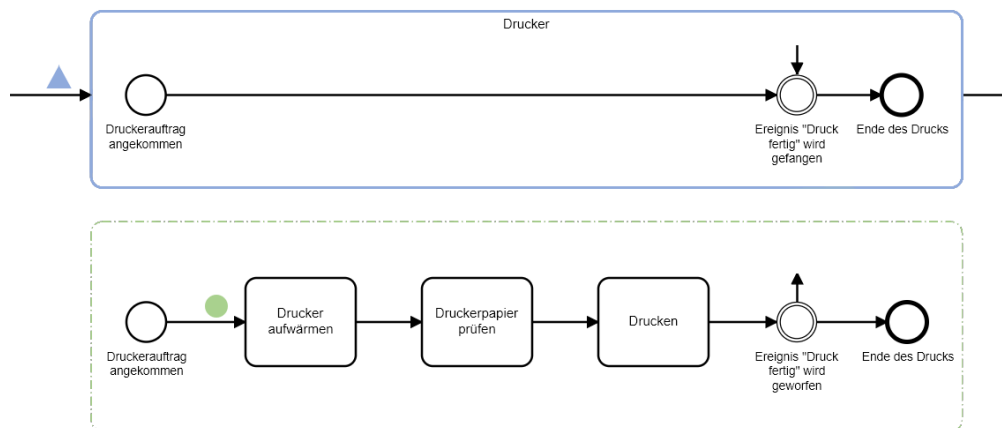 Drucker
Druckerauftrag
angekommen
Ereignis "Druck
fertig" wird
gefangen
Ende des Drucks
Drucker
aufwärmen
Druckerpapier
prüfen
Drucken
Druckerauftrag
angekommen
Ereignis "Druck
fertig" wird
geworfen
Ende des Drucks